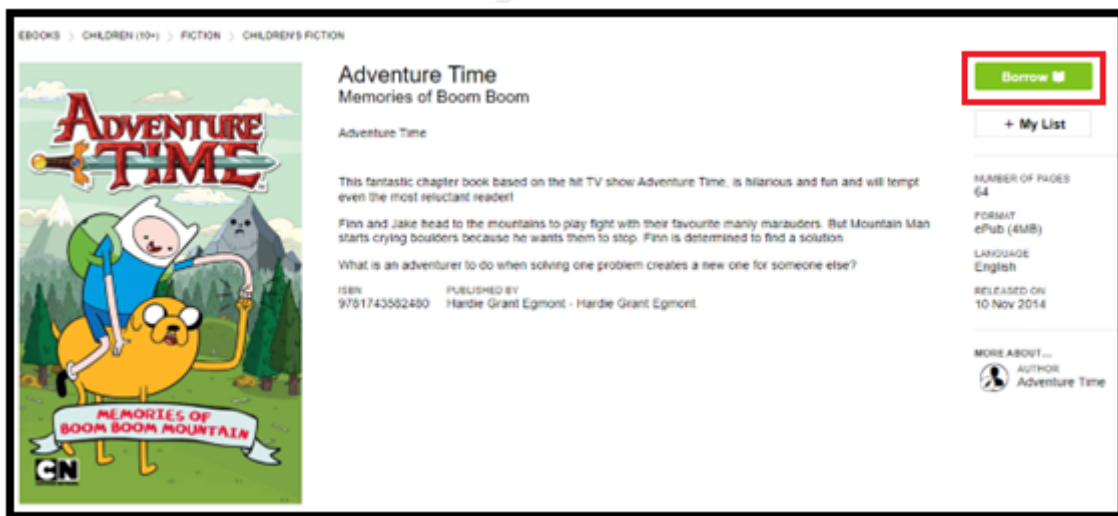 EBOOKS > CHILDREN (10+) > FICTION > CHILDREN'S FICTION
ADVENTURE
TIME
MEMORIES OF
BOOM BOOM MOUNTAIN
CN
Adventure Time
Memories of Boom Boom
Adventure Time
This fantastic chapter book based on the hit TV show Adventure Time, is hilarious and fun and will tempt
even the most reluctant reader!
Finn and Jake head to the mountains to play fight with their favourite manly marauders. But Mountain Man
starts crying boulders because he wants them to stop. Finn is determined to find a solution.
What is an adventurer to do when solving one problem creates a new one for someone else?
ISBN PUBLISHED BY
9781743582480 Hardie Grant Egmont - Hardie Grant Egmont
Borrow
+ My List
NUMBER OF PAGES
64
FORMAT
ePub (4MB)
LANGUAGE
English
RELEASED ON
10 Nov 2014
MORE ABOUT...
AUTHOR
Adventure Time